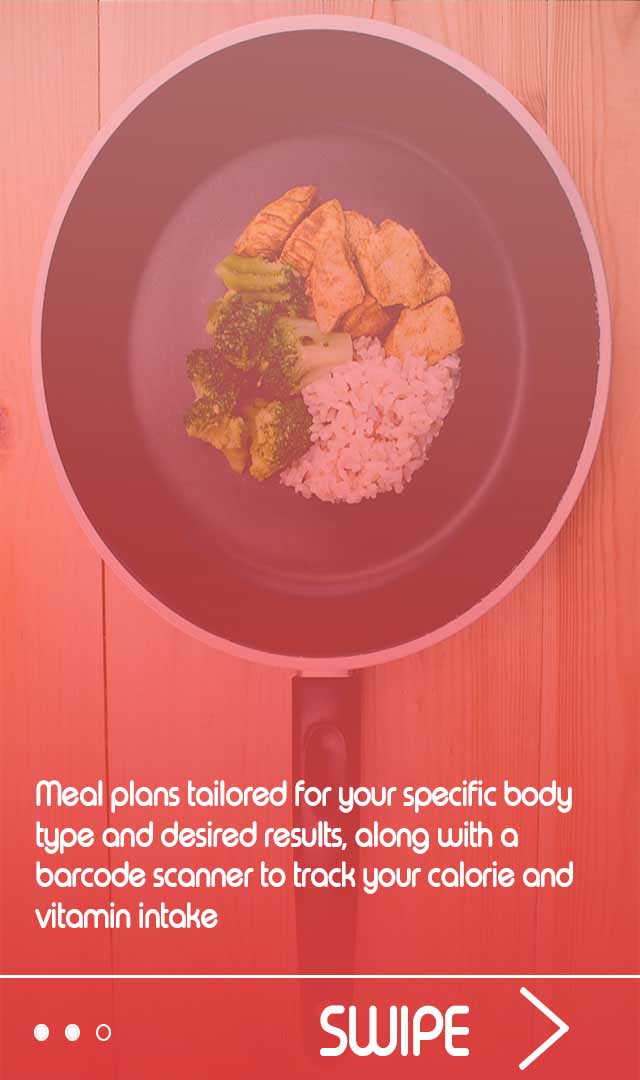 Meal plans tailored for your specific body
type and desired results, along with a
barcode scanner to track your calorie and
vitamin intake
SWIPE